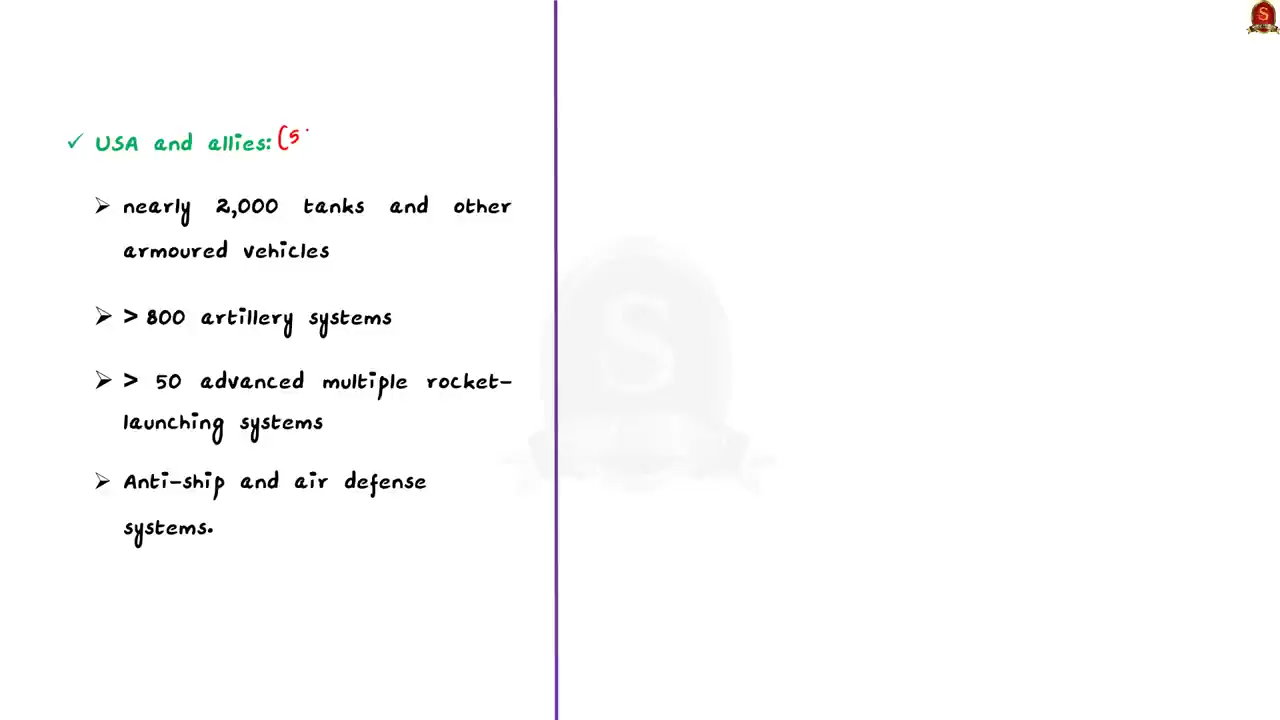 ✓ USA and allies: (5
➢ nearly 2,000 tanks and other
armoured vehicles
➢ > 800 artillery systems
➢ > 50 advanced multiple rocket-
launching systems
➢ Anti-ship and air defense
systems.
S
S